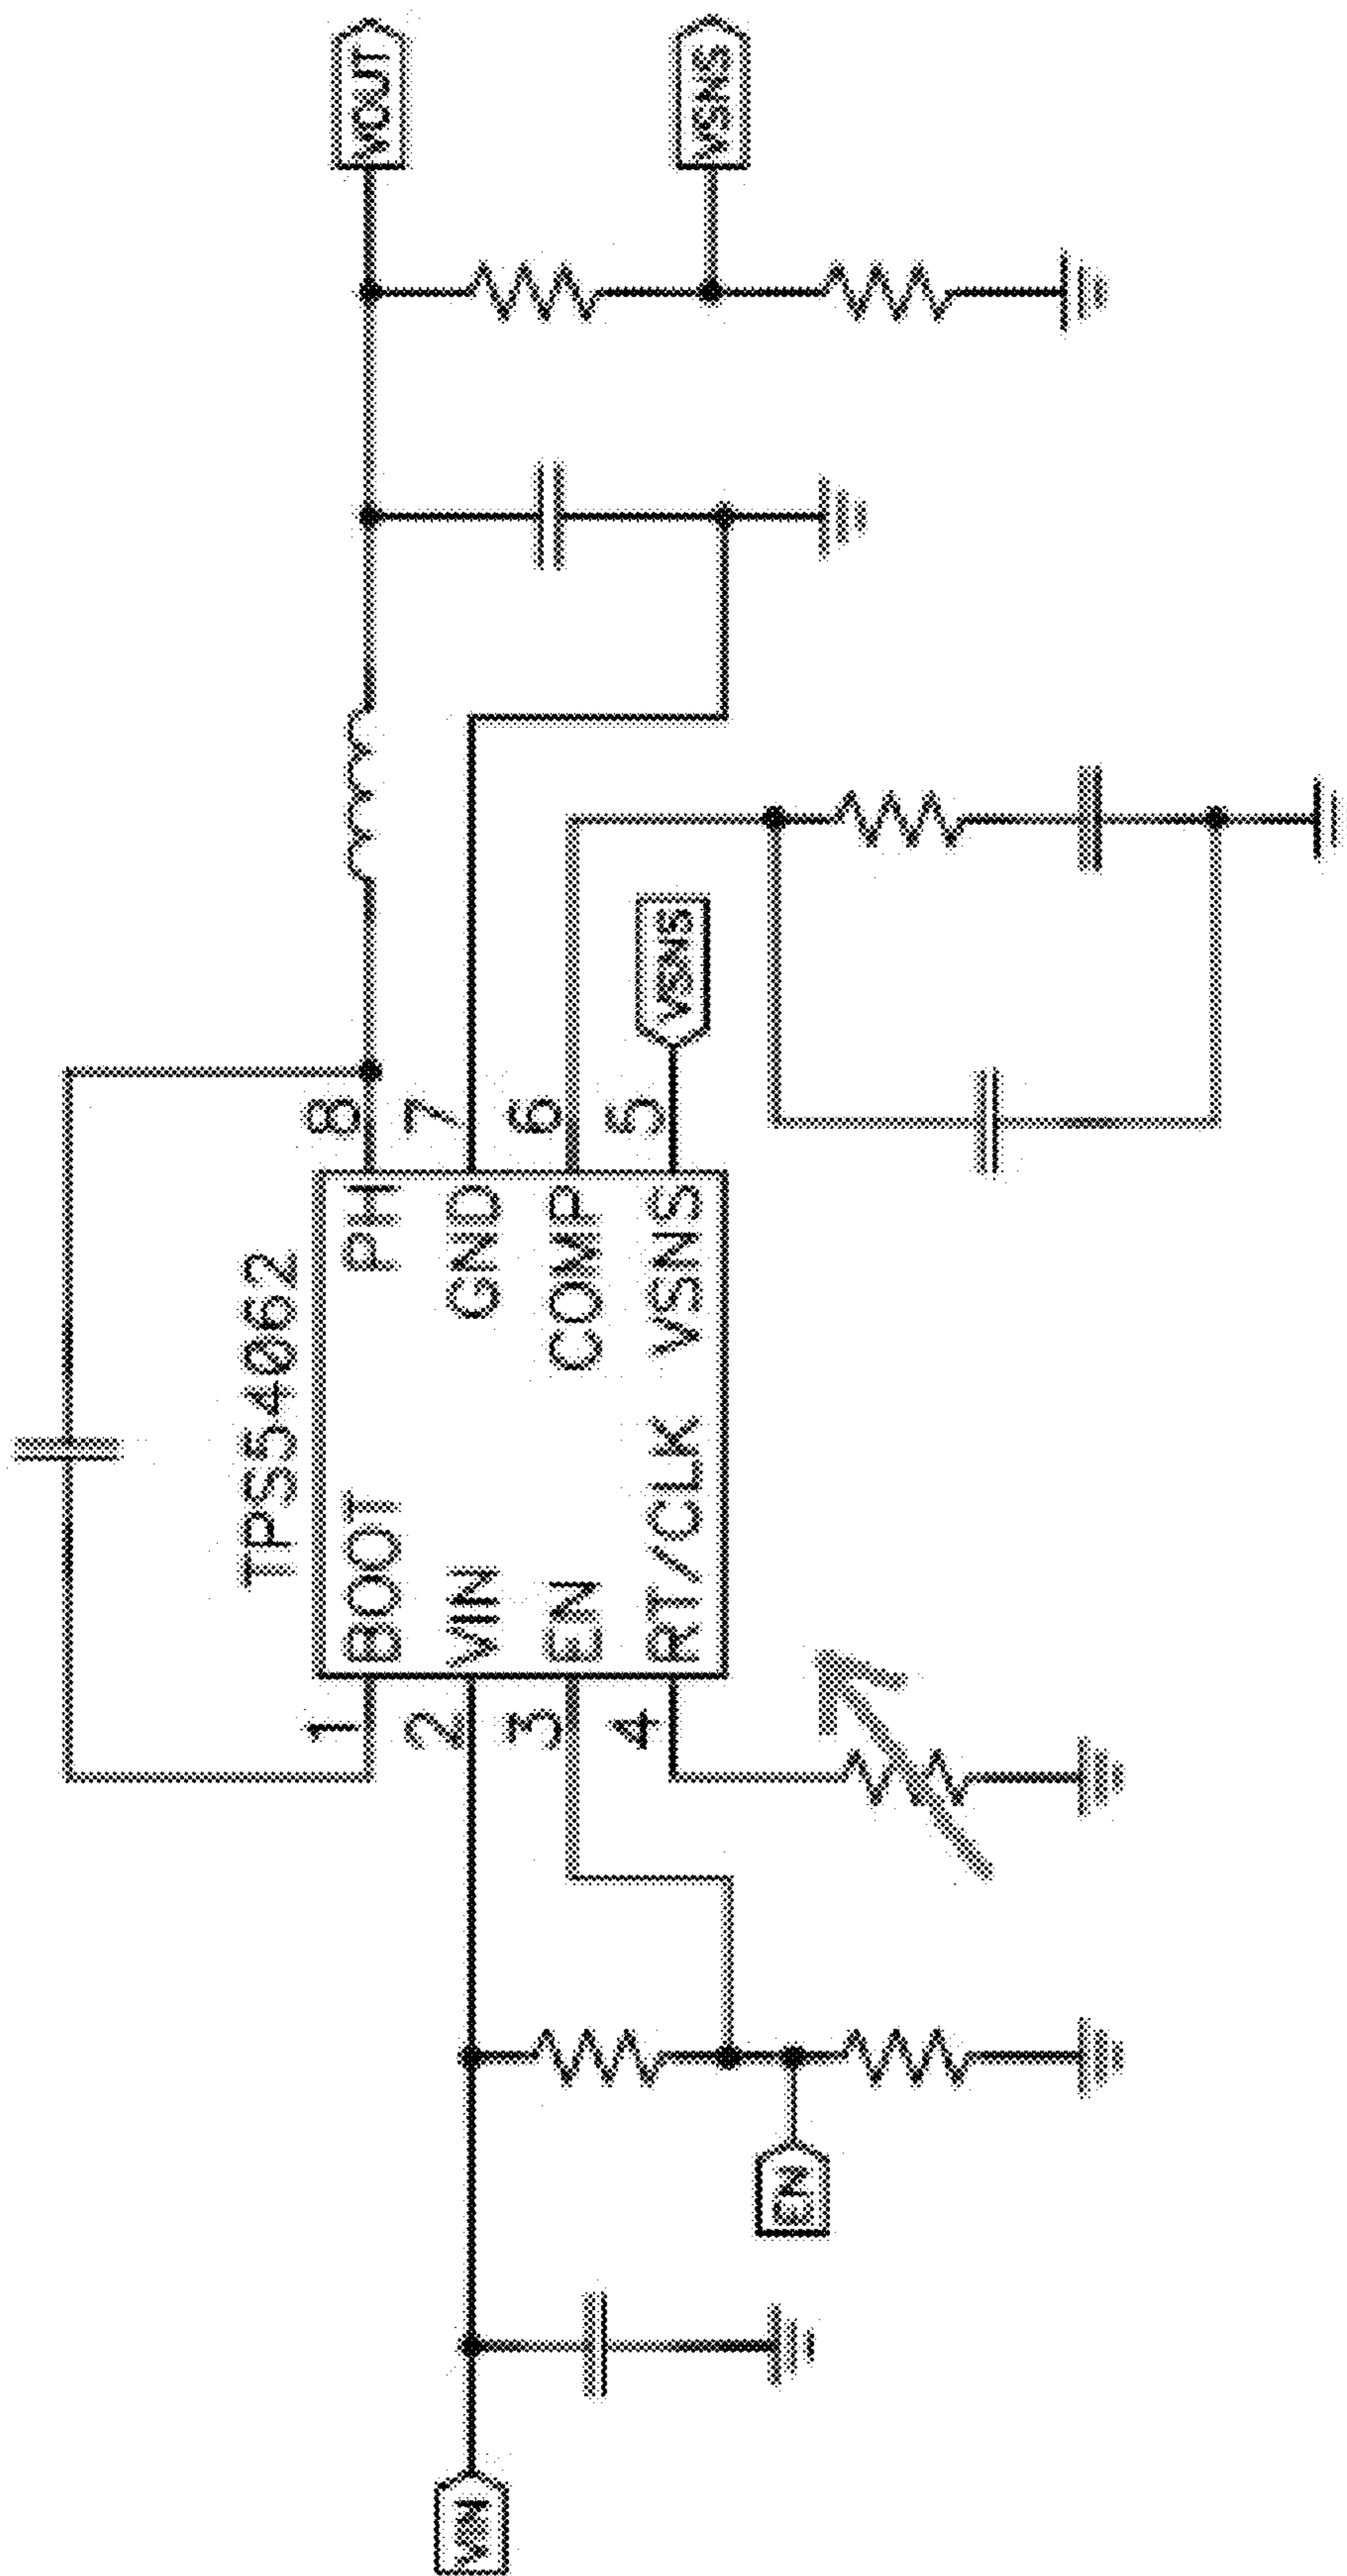 TPS54062
VIN
EN
1
BOOT
2
VIN
3
EN
4
RT/CLK
8
PH
7
GND
6
COMP
5
VSNS
VSNS
VOUT
VSNS